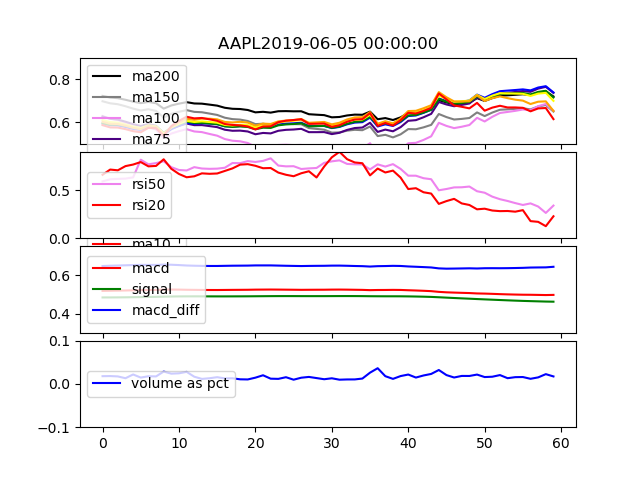 AAPL2019-06-05 00:00:00
0.8
0.6
ma200
ma150
ma100
ma75
0.5
0.0
rsi50
rsi20
ma10
0.6
0.4
macd
signal
macd_diff
0.1
0.0
−0.1
volume as pct
0 10 20 30 40 50 60